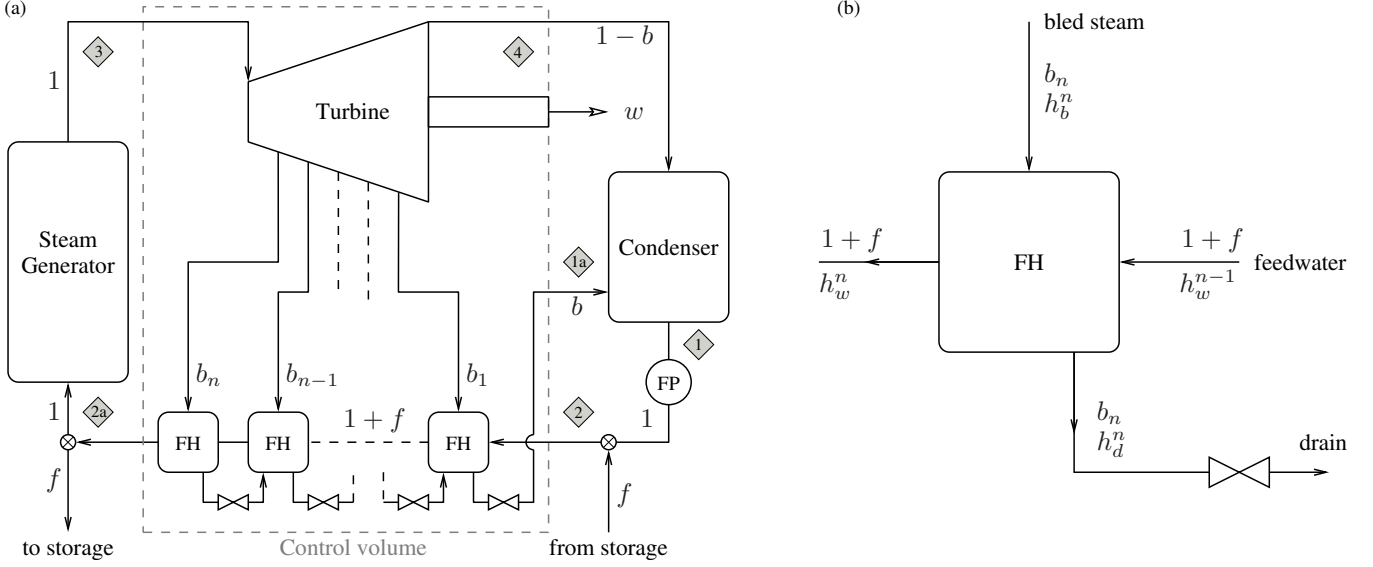 (a)
3
4
1 − b
1
Turbine
w
Steam
Generator
Condenser
1a
b
1
b_n
b_{n−1}
b_1
FP
1
2a
1 + f
2
1
FH
FH
FH
f
f
to storage
Control volume
from storage
(b)
bled steam
b_n
h_b^n
1 + f
h_w^n
FH
1 + f
h_w^{n−1}
feedwater
b_n
h_d^n
drain